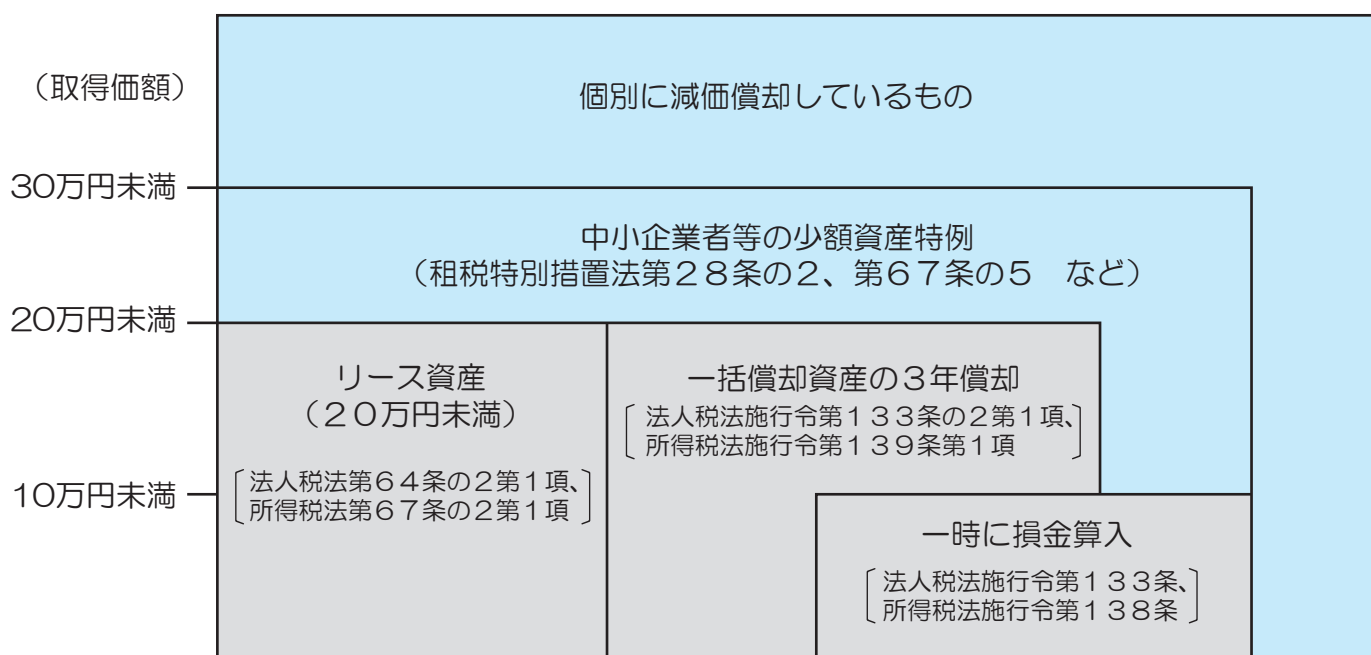 （取得価額）
個別に減価償却しているもの
30万円未満
中小企業者等の少額資産特例
（租税特別措置法第２８条の２、第６７条の５　など）
20万円未満
リース資産
（２０万円未満）
法人税法第６４条の２第１項、
所得税法第６７条の２第１項
一括償却資産の３年償却
法人税法施行令第１３３条の２第１項、
所得税法施行令第１３９条第１項
10万円未満
一時に損金算入
法人税法施行令第１３３条、
所得税法施行令第１３８条